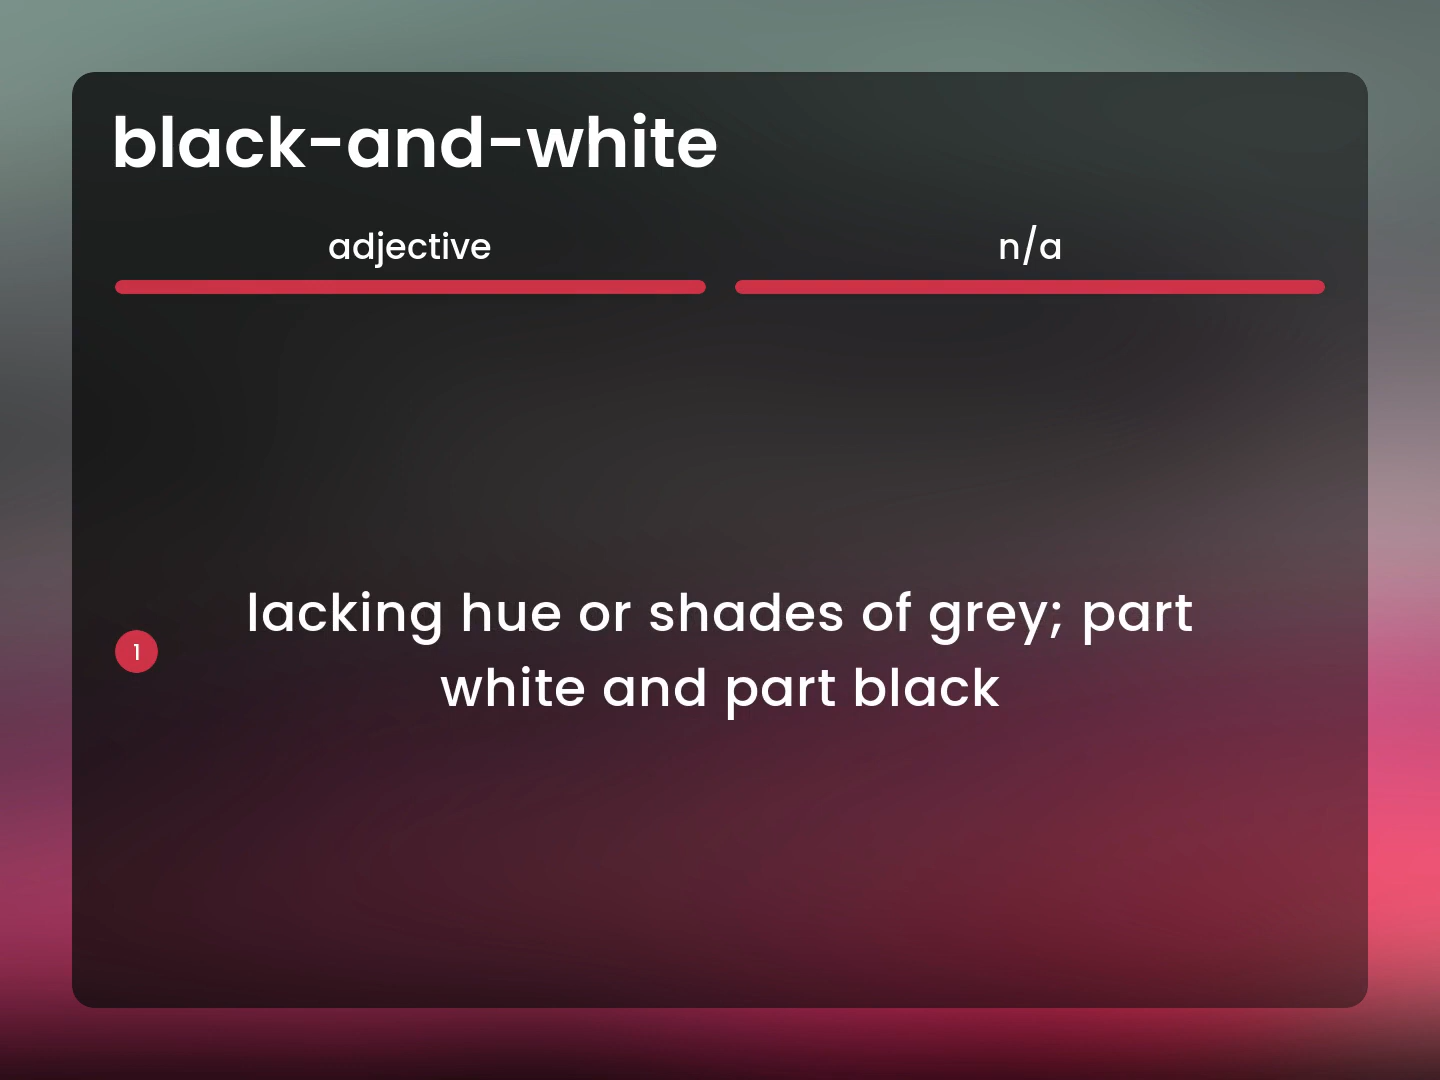 black-and-white
adjective
n/a
1
lacking hue or shades of grey; part
white and part black